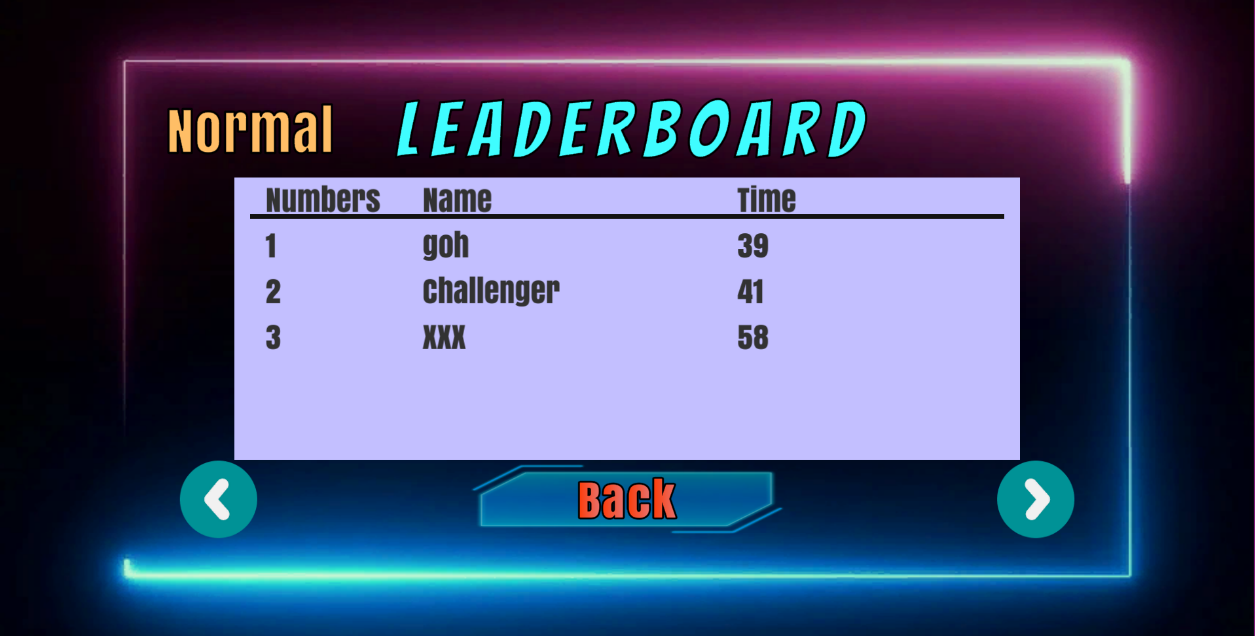 Normal LEADERBOARD
Numbers Name Time
1 goh 39
2 Challenger 41
3 XXX 58
Back